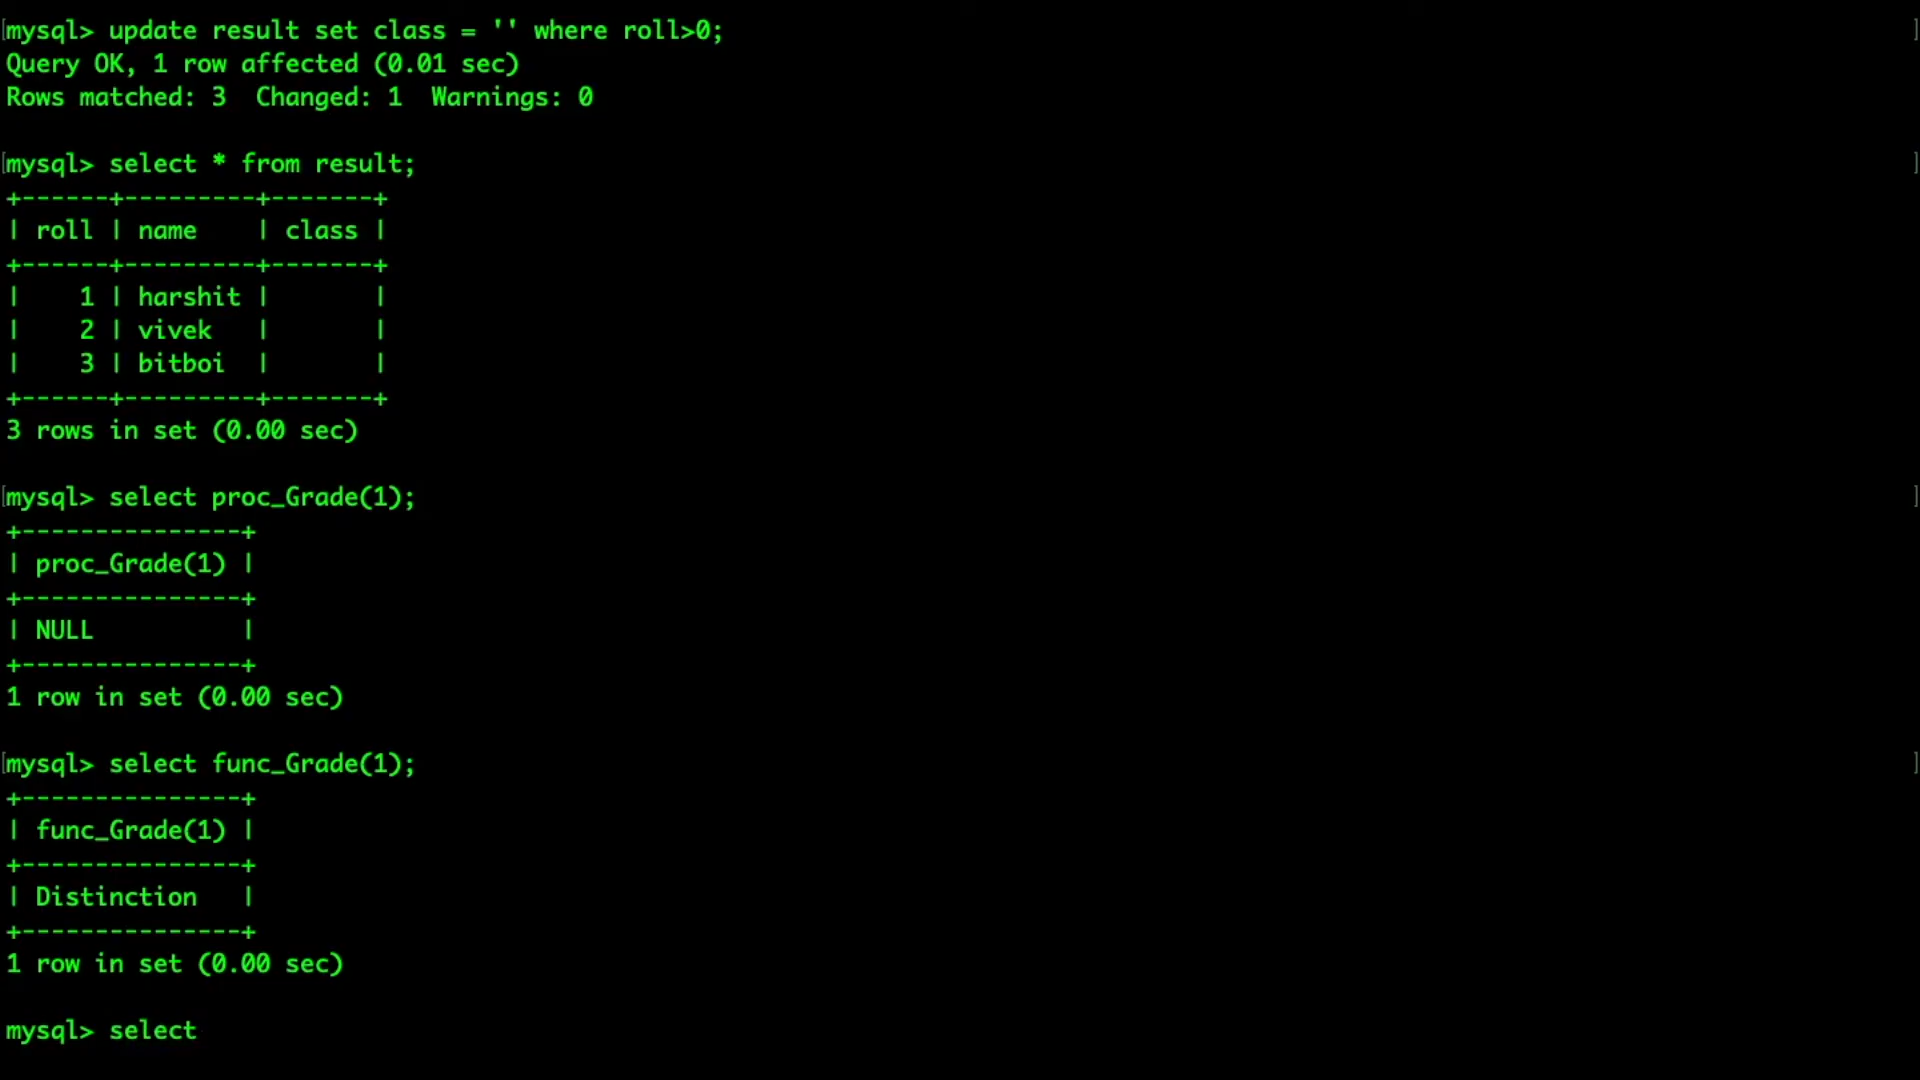 mysql> update result set class = '' where roll>0;
Query OK, 1 row affected (0.01 sec)
Rows matched: 3  Changed: 1  Warnings: 0

mysql> select * from result;
+------+---------+-------+
| roll | name    | class |
+------+---------+-------+
|    1 | harshit |       |
|    2 | vivek   |       |
|    3 | bitboi  |       |
+------+---------+-------+
3 rows in set (0.00 sec)

mysql> select proc_Grade(1);
+---------------+
| proc_Grade(1) |
+---------------+
| NULL          |
+---------------+
1 row in set (0.00 sec)

mysql> select func_Grade(1);
+---------------+
| func_Grade(1) |
+---------------+
| Distinction   |
+---------------+
1 row in set (0.00 sec)

mysql> select